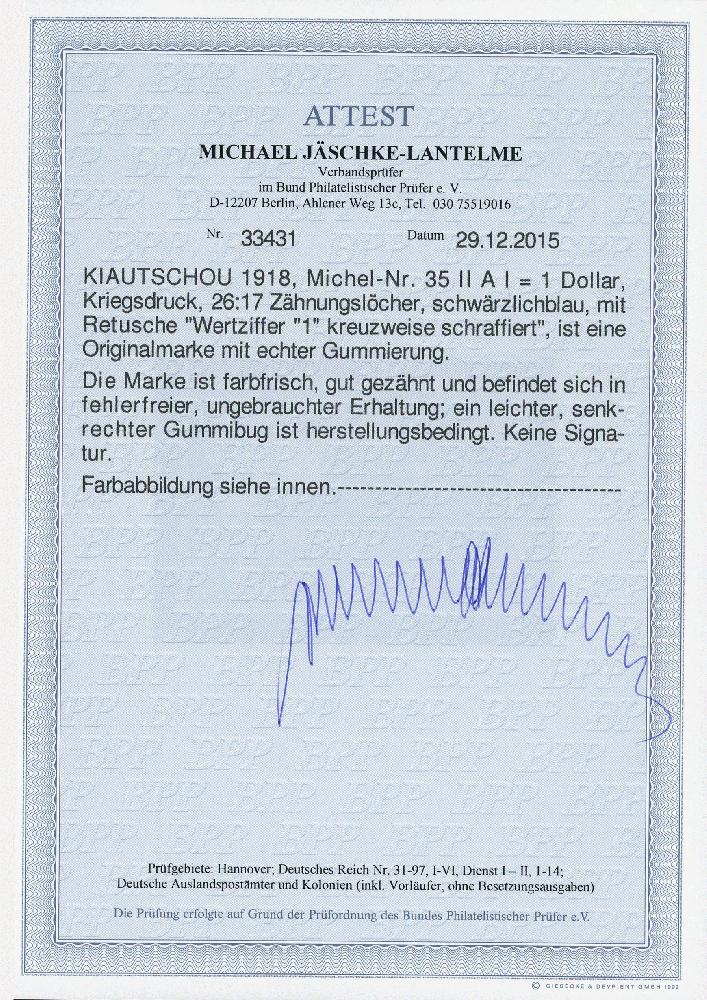 ATTEST
MICHAEL JÄSCHKE-LANTELME
Verbandsprüfer
im Bund Philatelistischer Prüfer e. V.
D-12207 Berlin, Ahlener Weg 13c, Tel. 030 75519016
Nr. 33431 Datum 29.12.2015
KIAUTSCHOU 1918, Michel-Nr. 35 II A I = 1 Dollar,
Kriegsdruck, 26:17 Zähnungslöcher, schwärzlichblau, mit
Retusche "Wertziffer "1" kreuzweise schraffiert", ist eine
Originalmarke mit echter Gummierung.
Die Marke ist farbfrisch, gut gezähnt und befindet sich in
fehlerfreier, ungebrauchter Erhaltung; ein leichter, senk-
rechter Gummibug ist herstellungsbedingt. Keine Signa-
tur.
Farbabbildung siehe innen.--------------------------------------
Prüfgebiete: Hannover; Deutsches Reich Nr. 31-97, I-VI, Dienst I – II, 1-14;
Deutsche Auslandspostämter und Kolonien (inkl. Vorläufer, ohne Besetzungsausgaben)
Die Prüfung erfolgte auf Grund der Prüfordnung des Bundes Philatelistischer Prüfer e.V.
© GIESECKE & DEVRIENT GMBH